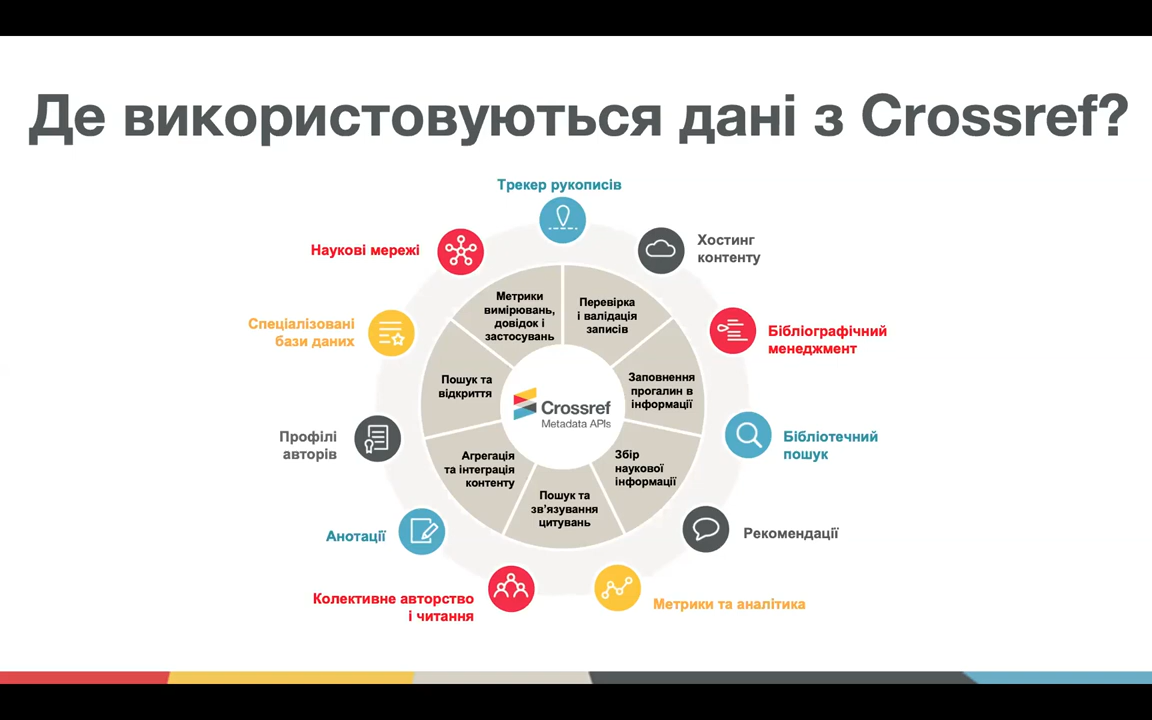 Де використовуються дані з Crossref?
Трекер рукописів
Хостинг
контенту
Бібліографічний
менеджмент
Бібліотечний
пошук
Рекомендації
Метрики та аналітика
Колективне авторство
і читання
Анотації
Профілі
авторів
Спеціалізовані
бази даних
Наукові мережі
Метрики
вимірювань,
довідок і
застосувань
Перевірка
і валідація
записів
Заповнення
прогалин в
інформації
Збір
наукової
інформації
Пошук та
зв’язування
цитувань
Агрегація
та інтеграція
контенту
Пошук та
відкриття
Crossref
Metadata APIs